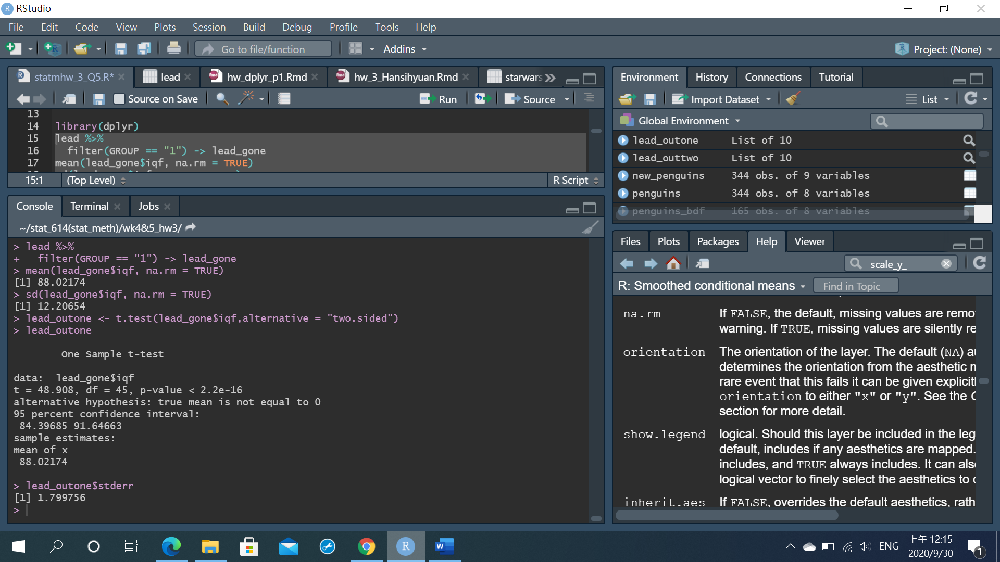 RStudio
File Edit Code View Plots Session Build Debug Profile Tools Help
Go to file/function Addins Project: (None)
statmhw_3_Q5.R* lead hw_dplyr_p1.Rmd hw_3_Hansihyuan.Rmd starwars
Source on Save Run Source
13
14 library(dplyr)
15 lead %>%
16 filter(GROUP == "1") -> lead_gone
17 mean(lead_gone$iqf, na.rm = TRUE)
15:1 (Top Level) R Script
Console Terminal Jobs
~/stat_614(stat_meth)/wk4&5_hw3/
> lead %>%
+ filter(GROUP == "1") -> lead_gone
> mean(lead_gone$iqf, na.rm = TRUE)
[1] 88.02174
> sd(lead_gone$iqf, na.rm = TRUE)
[1] 12.20654
> lead_outone <- t.test(lead_gone$iqf,alternative = "two.sided")
> lead_outone
One Sample t-test
data: lead_gone$iqf
t = 48.908, df = 45, p-value < 2.2e-16
alternative hypothesis: true mean is not equal to 0
95 percent confidence interval:
84.39685 91.64663
sample estimates:
mean of x
88.02174
> lead_outone$stderr
[1] 1.799756
>
Environment History Connections Tutorial
Import Dataset List
Global Environment
lead_outone List of 10
lead_outtwo List of 10
new_penguins 344 obs. of 9 variables
penguins 344 obs. of 8 variables
penguins_bdf 165 obs. of 8 variables
Files Plots Packages Help Viewer
scale_y_
R: Smoothed conditional means Find in Topic
na.rm If FALSE, the default, missing values are remo
warning. If TRUE, missing values are silently re
orientation The orientation of the layer. The default (NA)
determines the orientation from the aesthetic
rare event that this fails it can be given explicit
orientation to either "x" or "y". See the
section for more detail.
show.legend logical. Should this layer be included in the leg
default, includes if any aesthetics are mapped.
includes, and TRUE always includes. It can als
logical vector to finely select the aesthetics to
inherit.aes If FALSE, overrides the default aesthetics, rath
ENG 上午 12:15
2020/9/30
1